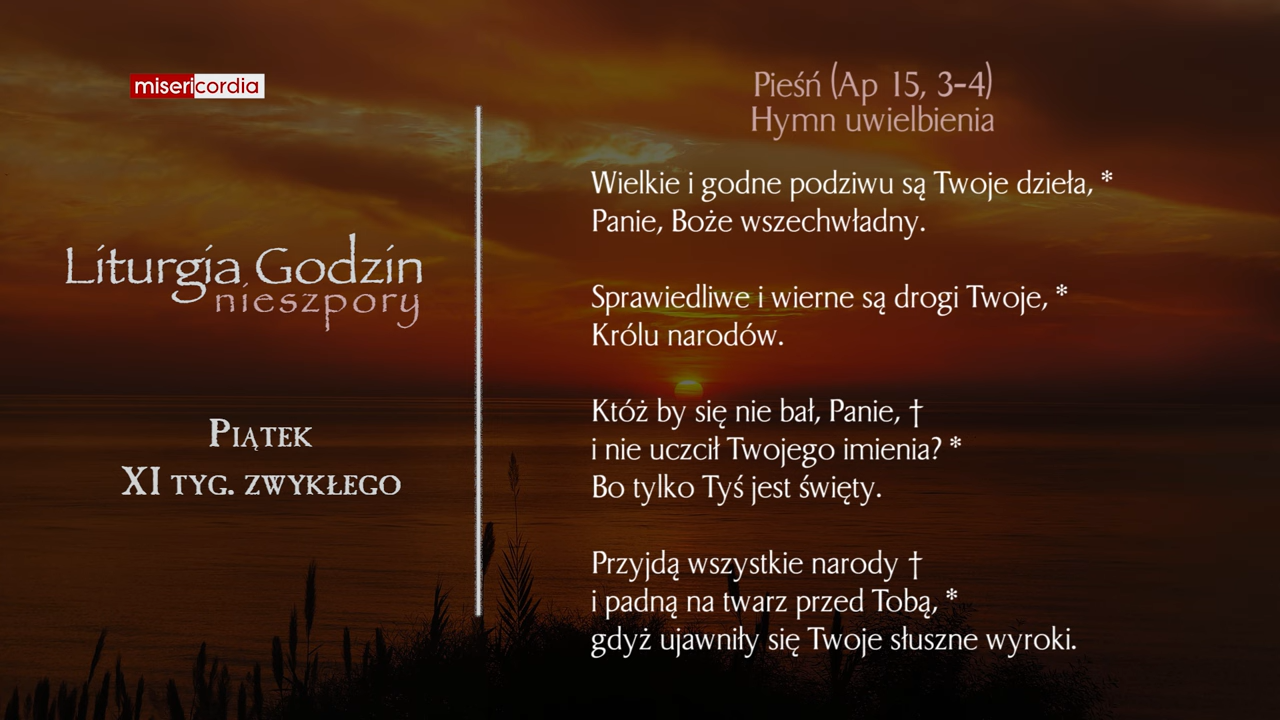 misericordia
Liturgia Godzin
nieszpory
Piątek
XI tyg. zwykłego
Pieśń (Ap 15, 3-4)
Hymn uwielbienia
Wielkie i godne podziwu są Twoje dzieła, *
Panie, Boże wszechwładny.
Sprawiedliwe i wierne są drogi Twoje, *
Królu narodów.
Któż by się nie bał, Panie, †
i nie uczcił Twojego imienia? *
Bo tylko Tyś jest święty.
Przyjdą wszystkie narody †
i padną na twarz przed Tobą, *
gdyż ujawniły się Twoje słuszne wyroki.